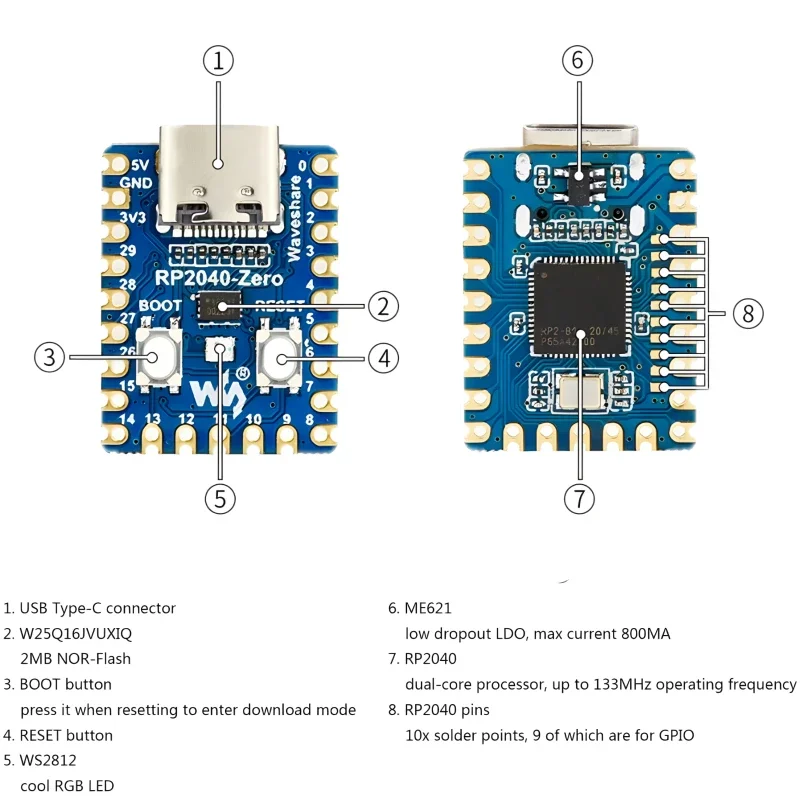 1
6
5V
GND
3V3
29
28
27
26
15
14
0
1
2
3
4
5
6
7
8
Waveshare
RP2040-Zero
BOOT
RESET
13
12
11
10
9
2
3
4
5
7
8
RP2-B
20/45
1. USB Type-C connector
2. W25Q16JVUXIQ
2MB NOR-Flash
3. BOOT button
press it when resetting to enter download mode
4. RESET button
5. WS2812
cool RGB LED
6. ME621
low dropout LDO, max current 800MA
7. RP2040
dual-core processor, up to 133MHz operating frequency
8. RP2040 pins
10x solder points, 9 of which are for GPIO